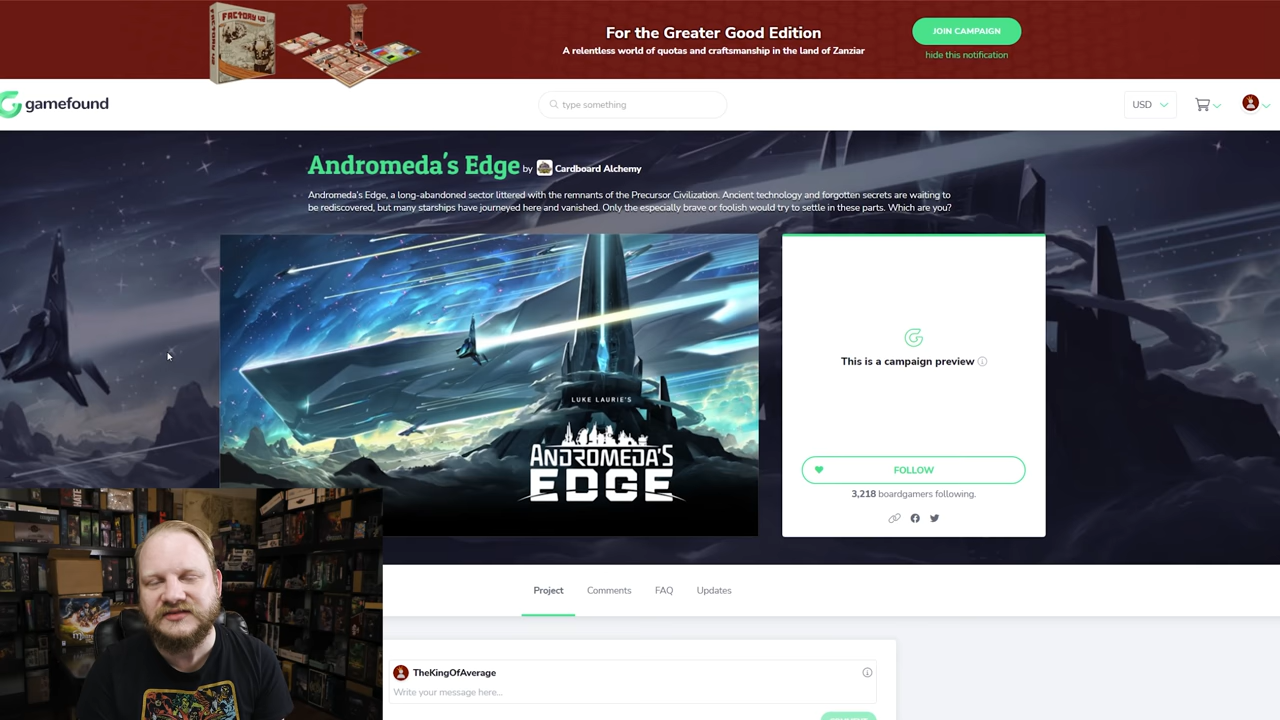 FACTORY 42
For the Greater Good Edition
A relentless world of quotas and craftsmanship in the land of Zanziar
JOIN CAMPAIGN
hide this notification
gamefound
type something
USD
Andromeda's Edge by Cardboard Alchemy
Andromeda's Edge, a long-abandoned sector littered with the remnants of the Precursor Civilization. Ancient technology and forgotten secrets are waiting to
be rediscovered, but many starships have journeyed here and vanished. Only the especially brave or foolish would try to settle in these parts. Which are you?
LUKE LAURIE'S
ANDROMEDA'S
EDGE
This is a campaign preview
FOLLOW
3,218 boardgamers following.
Project Comments FAQ Updates
TheKingOfAverage
Write your message here...